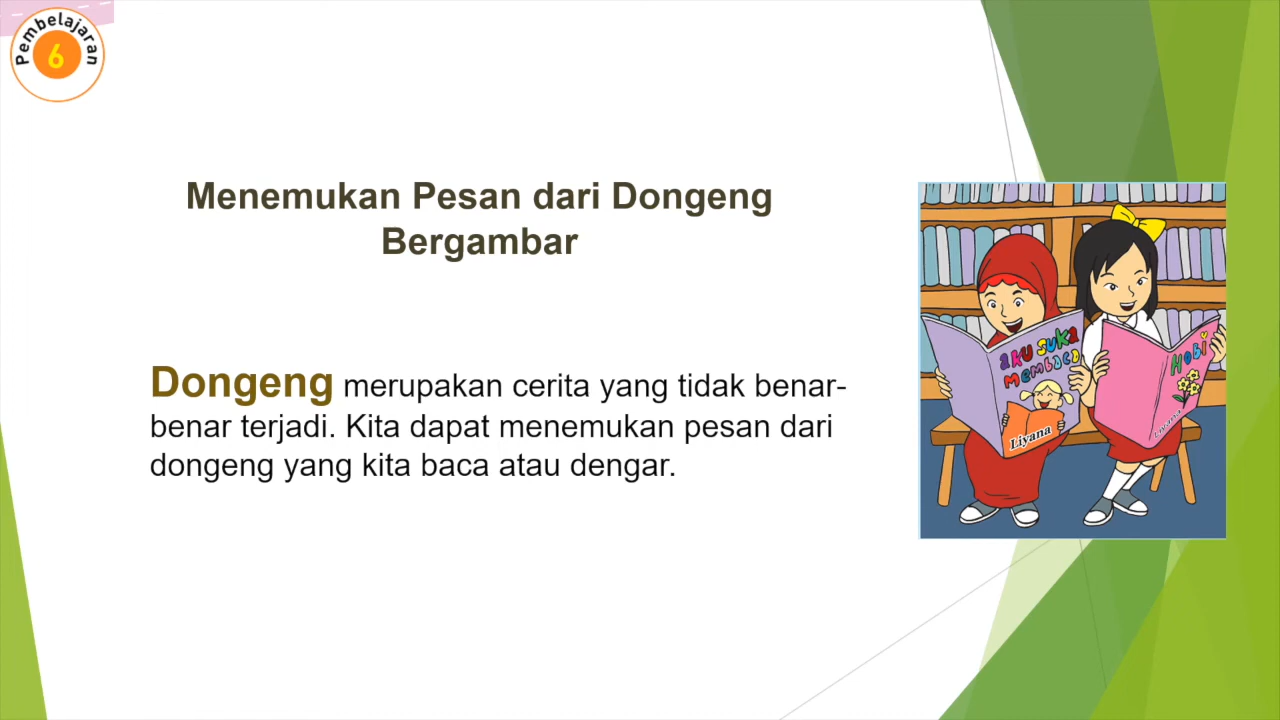 Pembelajaran
6
Menemukan Pesan dari Dongeng
Bergambar
Dongeng merupakan cerita yang tidak benar-
benar terjadi. Kita dapat menemukan pesan dari
dongeng yang kita baca atau dengar.
aku suka
membaca
Liyana
Hobi
Liyana